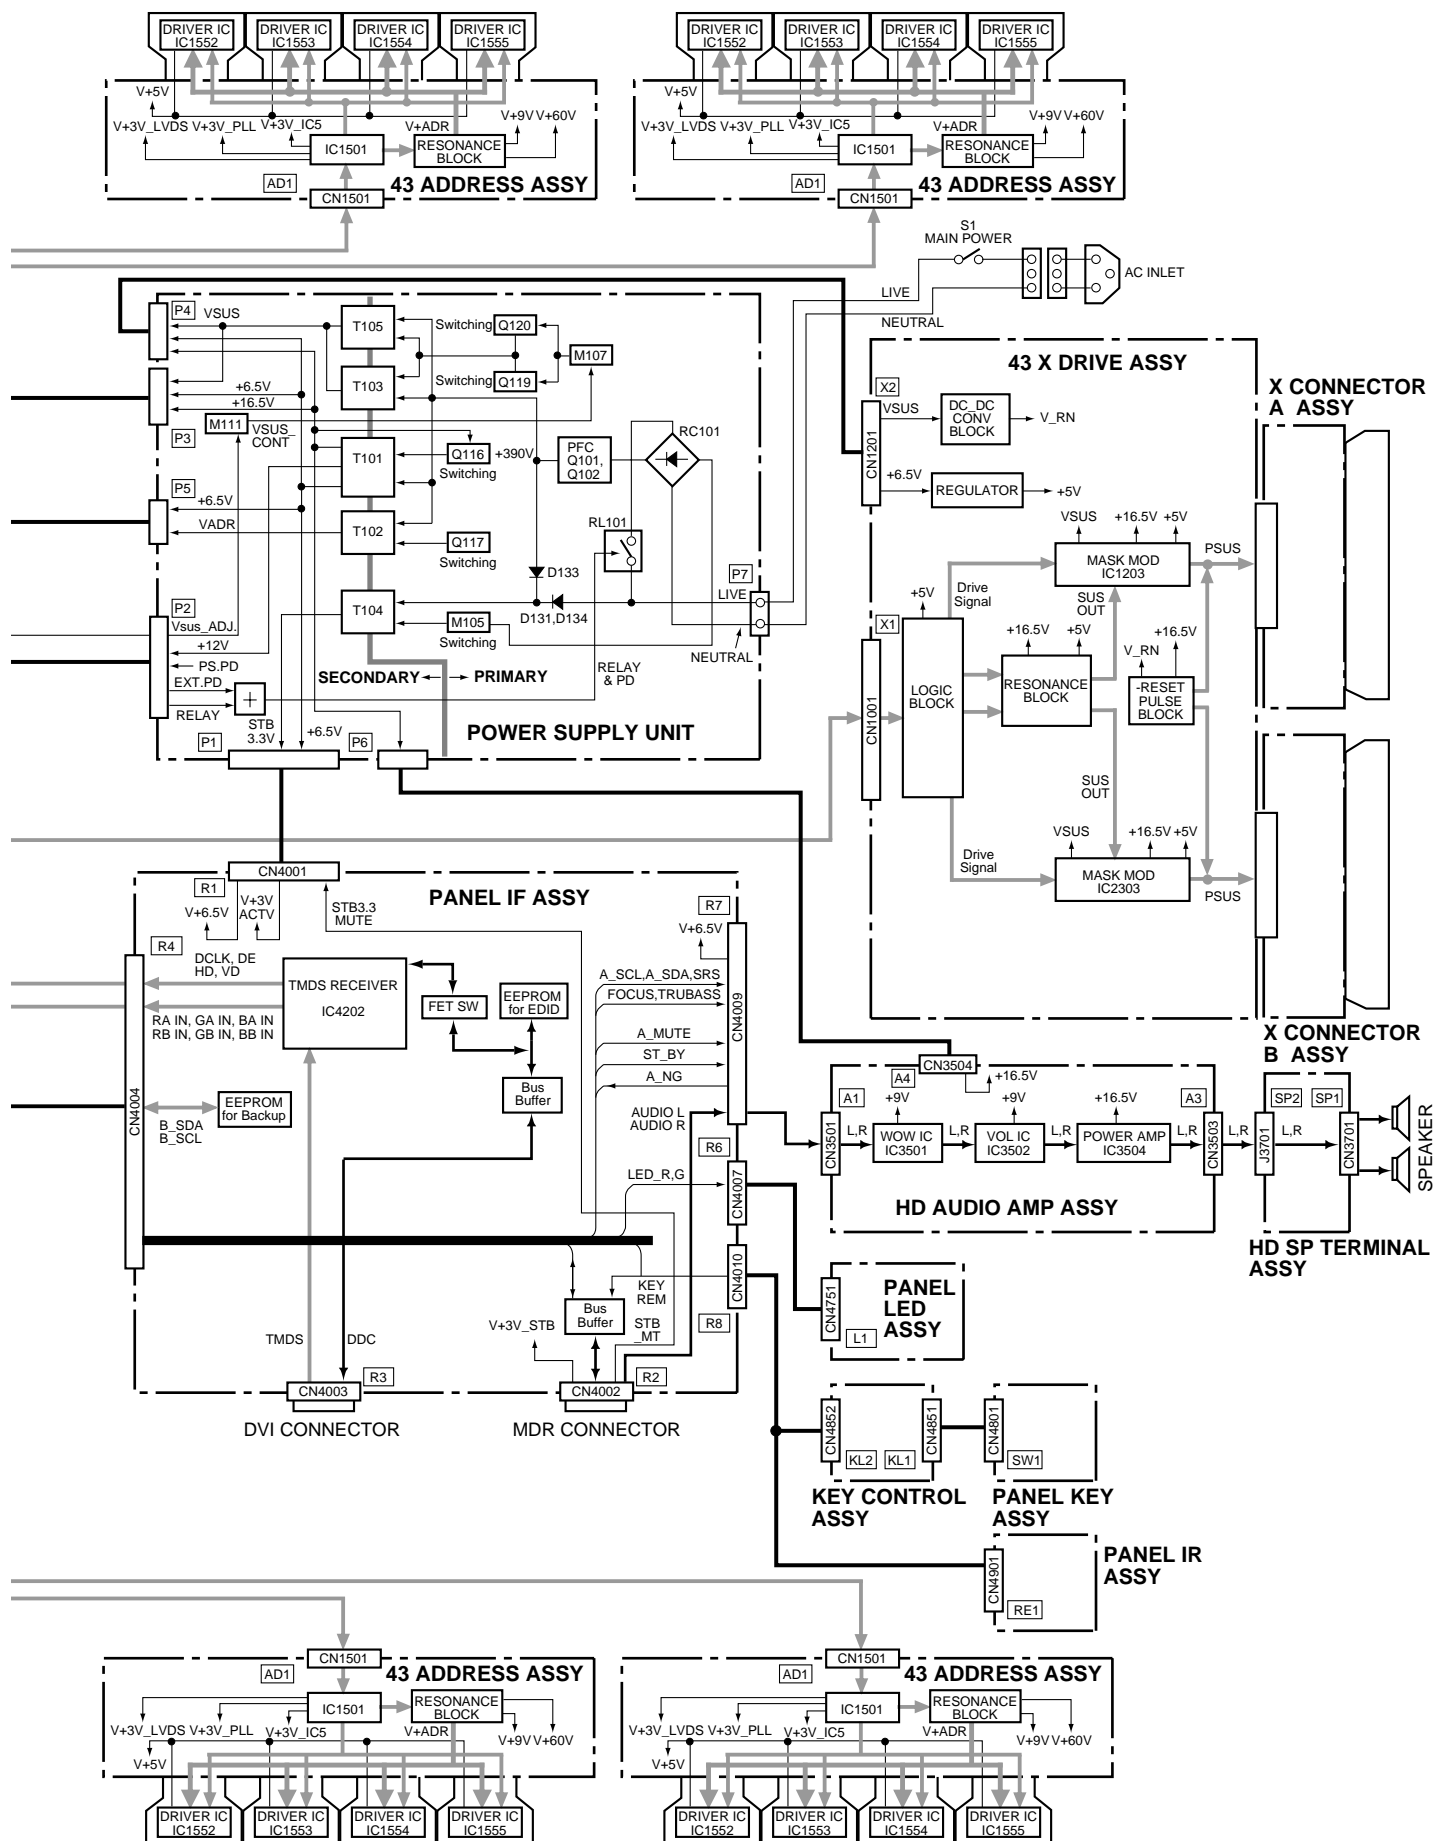 DRIVER IC
IC1552
DRIVER IC
IC1553
DRIVER IC
IC1554
DRIVER IC
IC1555
V+5V
V+3V_LVDS
V+3V_PLL
V+3V_IC5
V+ADR
V+9V
V+60V
IC1501
RESONANCE
BLOCK
AD1
43 ADDRESS ASSY
CN1501
DRIVER IC
IC1552
DRIVER IC
IC1553
DRIVER IC
IC1554
DRIVER IC
IC1555
V+5V
V+3V_LVDS
V+3V_PLL
V+3V_IC5
V+ADR
V+9V
V+60V
IC1501
RESONANCE
BLOCK
AD1
43 ADDRESS ASSY
CN1501
S1
MAIN POWER
AC INLET
LIVE
NEUTRAL
P4
VSUS
T105
Switching
Q120
M107
T103
Switching
Q119
+6.5V
+16.5V
M111
VSUS_
CONT
P3
RC101
T101
Q116
Switching
+390V
PFC
Q101,
Q102
P5
+6.5V
VADR
T102
Q117
Switching
RL101
D133
D131,D134
P7
LIVE
P2
Vsus_ADJ.
T104
M105
Switching
NEUTRAL
+12V
PS.PD
EXT.PD
RELAY
+
SECONDARY
PRIMARY
RELAY
& PD
STB
3.3V
+6.5V
P1
P6
POWER SUPPLY UNIT
43 X DRIVE ASSY
X2
VSUS
DC_DC
CONV
BLOCK
V_RN
CN1201
+6.5V
REGULATOR
+5V
VSUS
+16.5V
+5V
MASK MOD
IC1203
PSUS
Drive
Signal
SUS
OUT
+5V
X1
+16.5V
+5V
+16.5V
V_RN
LOGIC
BLOCK
RESONANCE
BLOCK
-RESET
PULSE
BLOCK
CN1001
SUS
OUT
VSUS
+16.5V
+5V
Drive
Signal
MASK MOD
IC2303
PSUS
X CONNECTOR
A ASSY
X CONNECTOR
B ASSY
CN4001
R1
V+6.5V
V+3V
ACTV
STB3.3
MUTE
PANEL IF ASSY
R7
V+6.5V
R4
DCLK, DE
HD, VD
TMDS RECEIVER
IC4202
FET SW
EEPROM
for EDID
A_SCL,A_SDA,SRS
FOCUS,TRUBASS
CN4009
RA IN, GA IN, BA IN
RB IN, GB IN, BB IN
A_MUTE
ST_BY
A_NG
Bus
Buffer
CN4004
EEPROM
for Backup
B_SDA
B_SCL
AUDIO L
AUDIO R
R6
LED_R,G
CN4007
CN4010
KEY
REM
R8
Bus
Buffer
STB
_MT
V+3V_STB
TMDS
DDC
CN4003
R3
CN4002
R2
DVI CONNECTOR
MDR CONNECTOR
CN3504
A4
+16.5V
A1
+9V
+9V
+16.5V
A3
CN3501
L,R
WOW IC
IC3501
L,R
VOL IC
IC3502
L,R
POWER AMP
IC3504
L,R
CN3503
L,R
HD AUDIO AMP ASSY
SP2
SP1
J3701
L,R
CN3701
SPEAKER
HD SP TERMINAL
ASSY
CN4751
PANEL
LED
ASSY
L1
CN4852
CN4851
KL2
KL1
CN4801
SW1
KEY CONTROL
ASSY
PANEL KEY
ASSY
CN4901
RE1
PANEL IR
ASSY
CN1501
AD1
43 ADDRESS ASSY
IC1501
RESONANCE
BLOCK
V+3V_LVDS
V+3V_PLL
V+3V_IC5
V+ADR
V+9V
V+60V
V+5V
DRIVER IC
IC1552
DRIVER IC
IC1553
DRIVER IC
IC1554
DRIVER IC
IC1555
CN1501
AD1
43 ADDRESS ASSY
IC1501
RESONANCE
BLOCK
V+3V_LVDS
V+3V_PLL
V+3V_IC5
V+ADR
V+9V
V+60V
V+5V
DRIVER IC
IC1552
DRIVER IC
IC1553
DRIVER IC
IC1554
DRIVER IC
IC1555